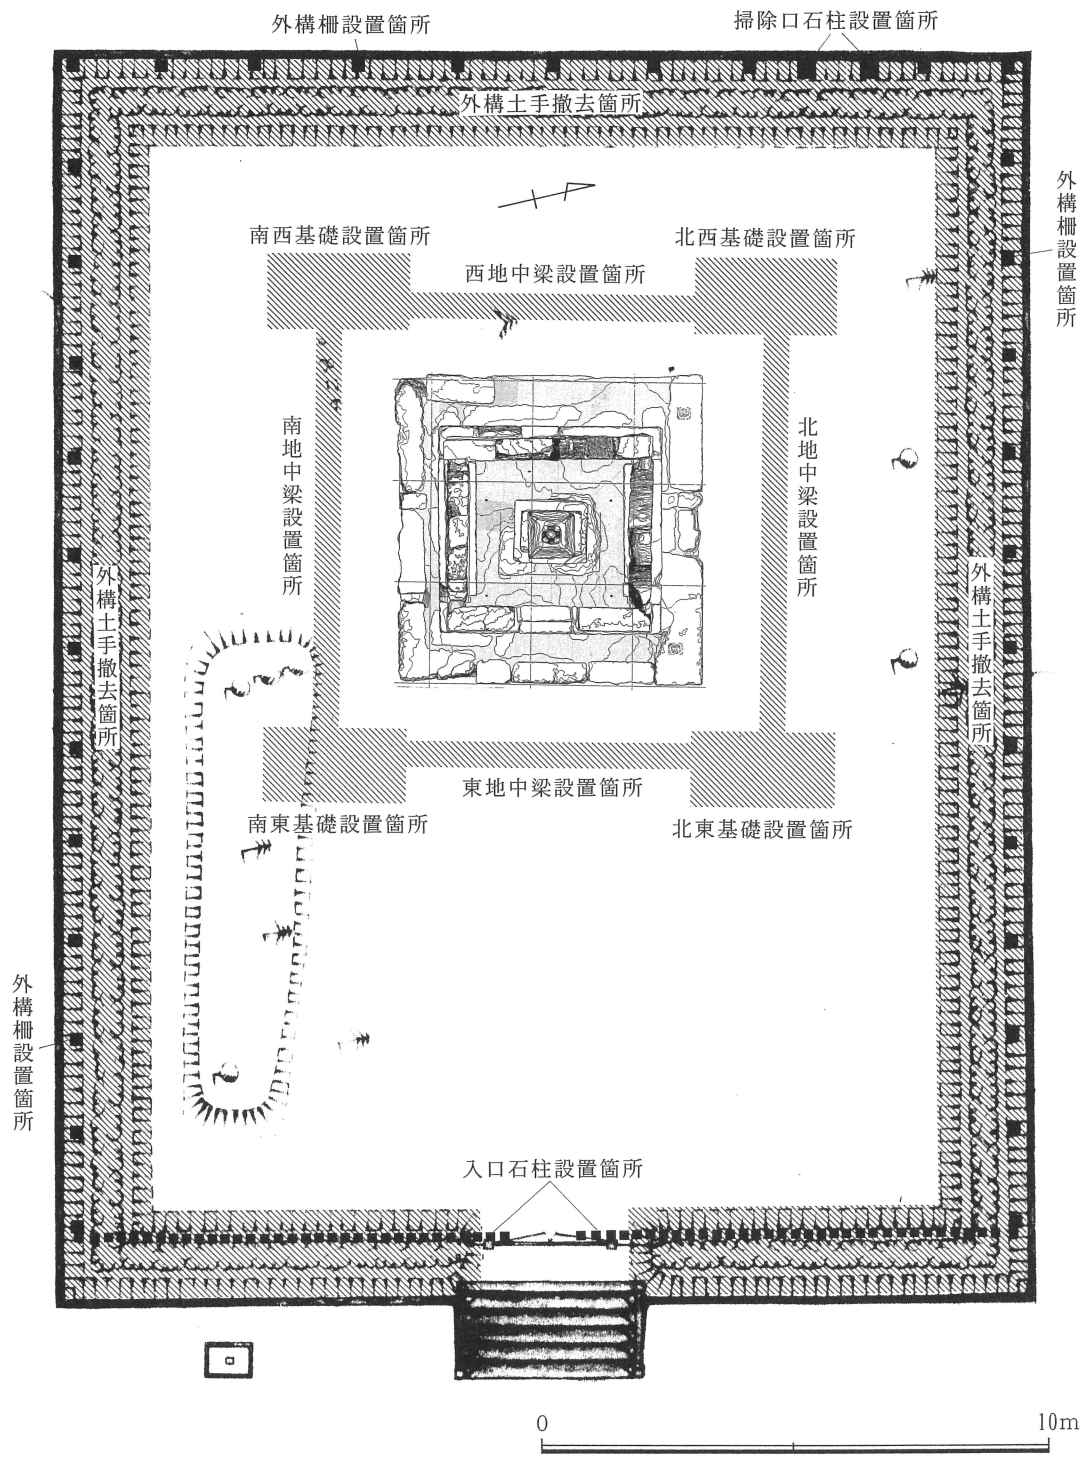 外構柵設置箇所
掃除口石柱設置箇所
外構土手撤去箇所
外構柵設置箇所
南西基礎設置箇所
北西基礎設置箇所
西地中梁設置箇所
南地中梁設置箇所
北地中梁設置箇所
外構土手撤去箇所
外構土手撤去箇所
東地中梁設置箇所
南東基礎設置箇所
北東基礎設置箇所
外構柵設置箇所
入口石柱設置箇所
0
10m